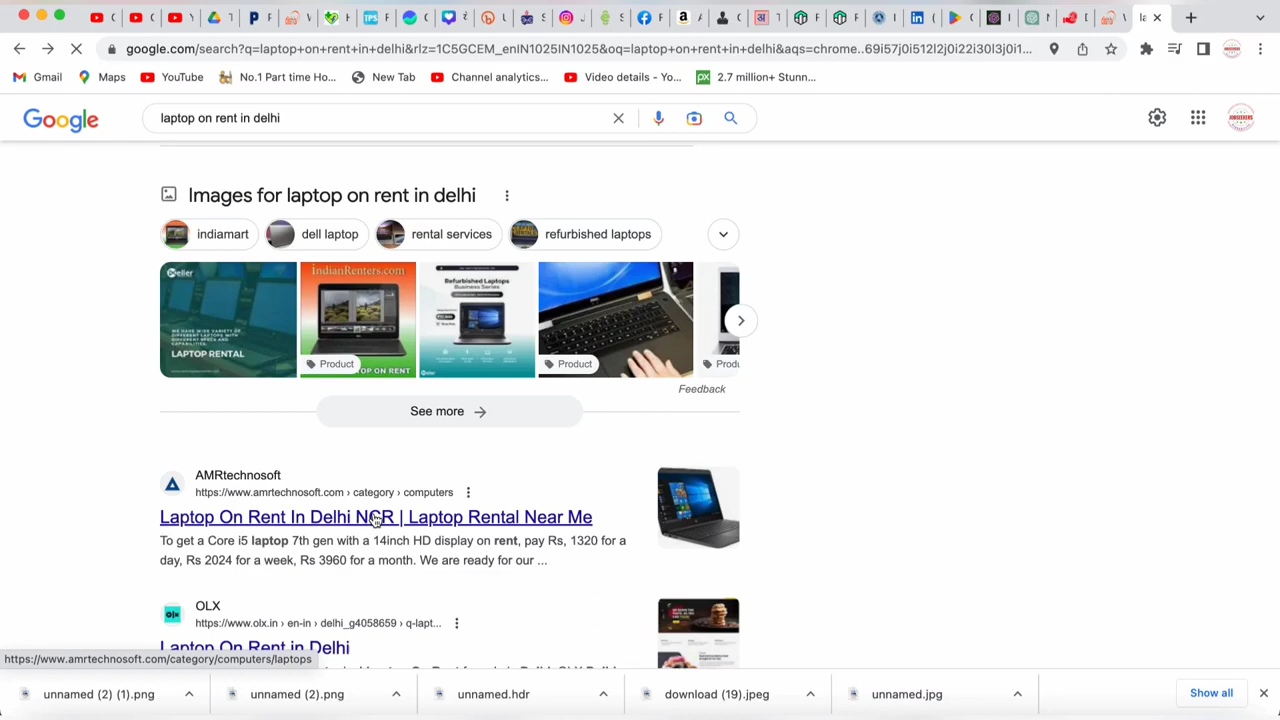 google.com/search?q=laptop+on+rent+in+delhi&rlz=1C5GCEM_enIN1025IN1025&oq=laptop+on+rent+in+delhi&aqs=chrome..69i57j0i512l2j0i22i30l3j0i1...
Gmail
Maps
YouTube
No.1 Part time Ho...
New Tab
Channel analytics...
Video details - Yo...
2.7 million+ Stunn...
Google
laptop on rent in delhi
Images for laptop on rent in delhi
indiamart
dell laptop
rental services
refurbished laptops
IndianRenters.com
Refurbished Laptops
Business Series
LAPTOP RENTAL
Product
ON RENT
Product
Feedback
See more
AMRtechnosoft
https://www.amrtechnosoft.com › category › computers
Laptop On Rent In Delhi NCR | Laptop Rental Near Me
To get a Core i5 laptop 7th gen with a 14inch HD display on rent, pay Rs, 1320 for a
day, Rs 2024 for a week, Rs 3960 for a month. We are ready for our ...
OLX
https://www.olx.in › en-in › delhi_g4058659 › q-lapt...
Laptop On Rent in Delhi
https://www.amrtechnosoft.com/category/computers/laptops
unnamed (2) (1).png
unnamed (2).png
unnamed.hdr
download (19).jpeg
unnamed.jpg
Show all